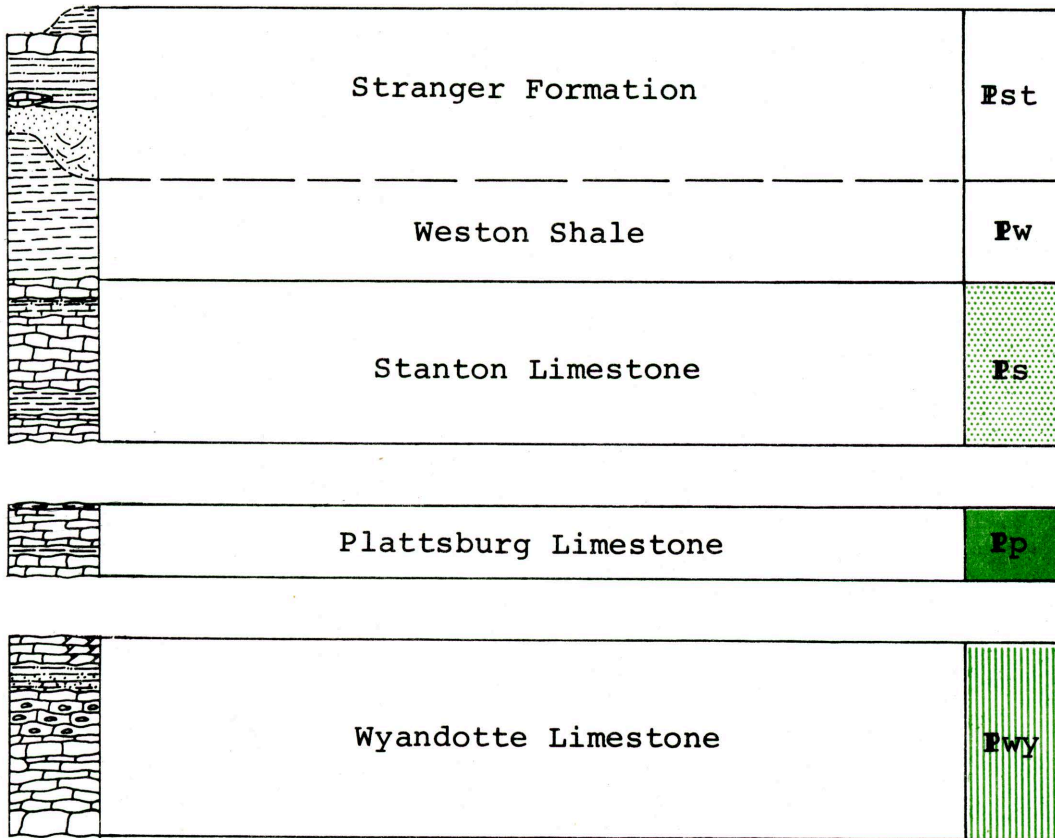 Stranger Formation ℙst
Weston Shale ℙw
Stanton Limestone ℙs
Plattsburg Limestone ℙp
Wyandotte Limestone ℙwy